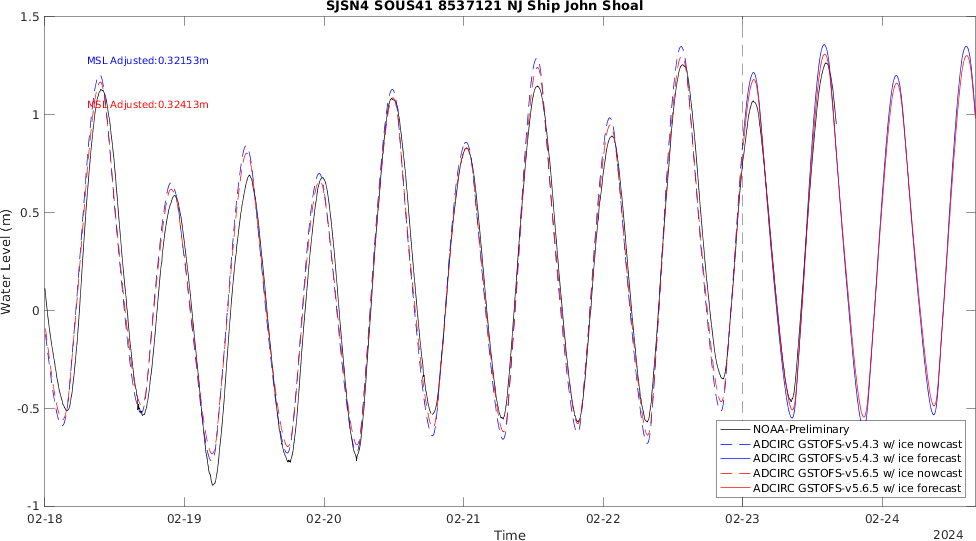 SJSN4 SOUS41 8537121 NJ Ship John Shoal
1.5
MSL Adjusted:0.32153m
MSL Adjusted:0.32413m
1
0.5
0
-0.5
-1
Water Level (m)
NOAA-Preliminary
ADCIRC GSTOFS-v5.4.3 w/ ice nowcast
ADCIRC GSTOFS-v5.4.3 w/ ice forecast
ADCIRC GSTOFS-v5.6.5 w/ ice nowcast
ADCIRC GSTOFS-v5.6.5 w/ ice forecast
02-18 02-19 02-20 02-21 02-22 02-23 02-24
Time
2024